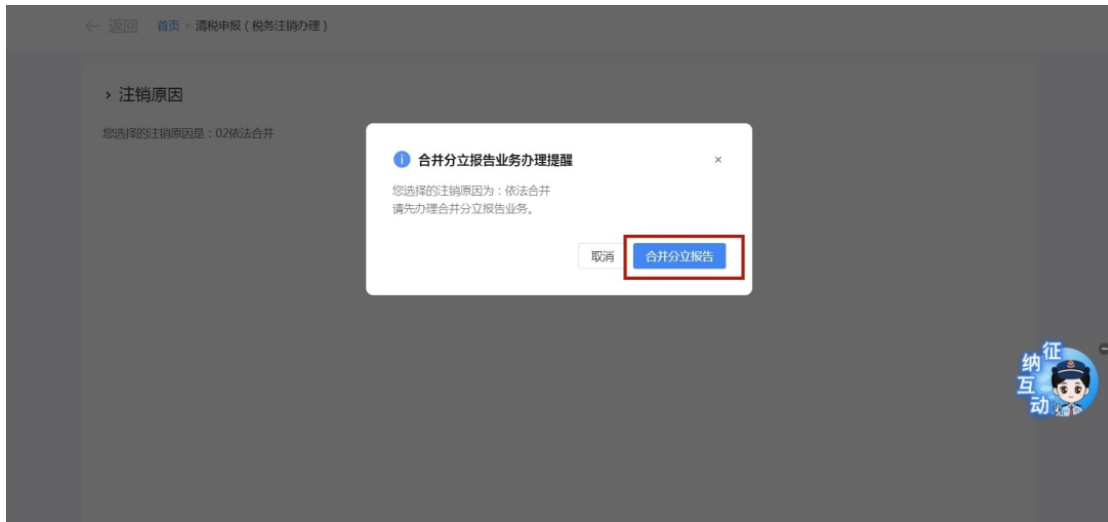 ← 返回 首页 › 清税申报（税务注销办理）
› 注销原因
您选择的注销原因是：02依法合并
合并分立报告业务办理提醒
您选择的注销原因为：依法合并
请先办理合并分立报告业务。
取消 合并分立报告
征纳互动